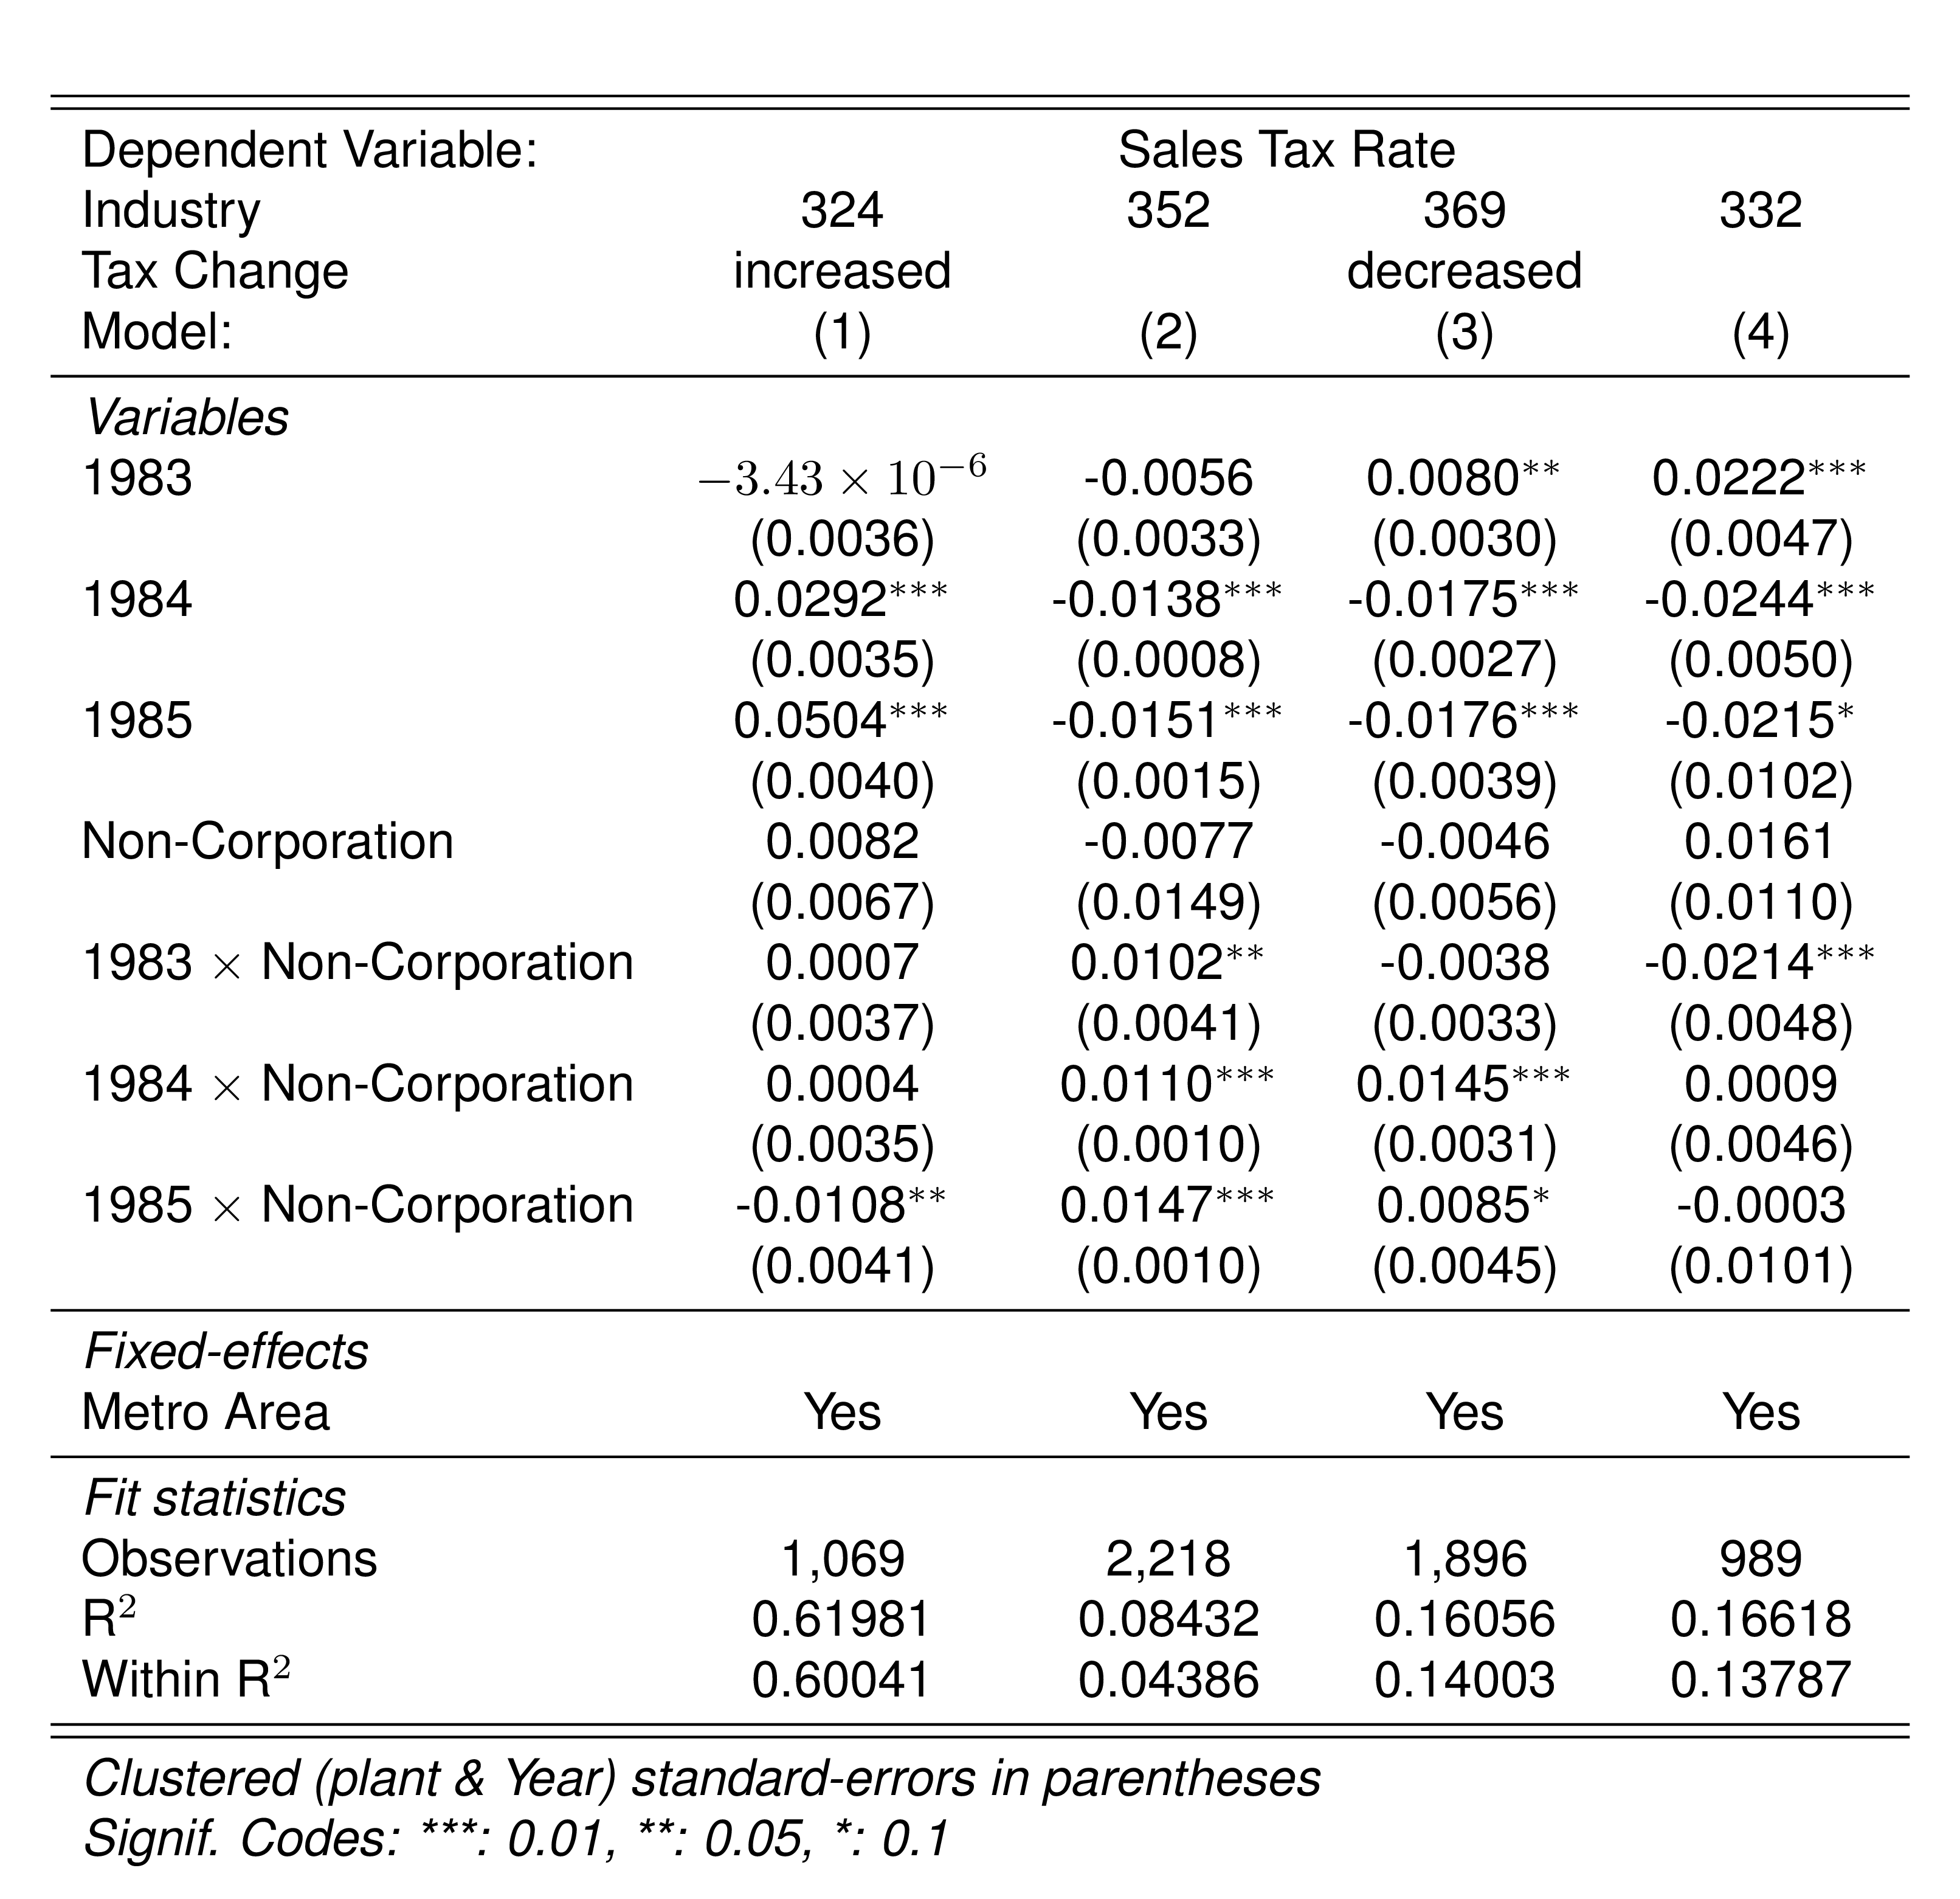 Dependent Variable: Sales Tax Rate
Industry 324 352 369 332
Tax Change increased decreased
Model: (1) (2) (3) (4)
Variables
1983 −3.43 × 10⁻⁶ -0.0056 0.0080** 0.0222***
(0.0036) (0.0033) (0.0030) (0.0047)
1984 0.0292*** -0.0138*** -0.0175*** -0.0244***
(0.0035) (0.0008) (0.0027) (0.0050)
1985 0.0504*** -0.0151*** -0.0176*** -0.0215*
(0.0040) (0.0015) (0.0039) (0.0102)
Non-Corporation 0.0082 -0.0077 -0.0046 0.0161
(0.0067) (0.0149) (0.0056) (0.0110)
1983 × Non-Corporation 0.0007 0.0102** -0.0038 -0.0214***
(0.0037) (0.0041) (0.0033) (0.0048)
1984 × Non-Corporation 0.0004 0.0110*** 0.0145*** 0.0009
(0.0035) (0.0010) (0.0031) (0.0046)
1985 × Non-Corporation -0.0108** 0.0147*** 0.0085* -0.0003
(0.0041) (0.0010) (0.0045) (0.0101)
Fixed-effects
Metro Area Yes Yes Yes Yes
Fit statistics
Observations 1,069 2,218 1,896 989
R² 0.61981 0.08432 0.16056 0.16618
Within R² 0.60041 0.04386 0.14003 0.13787
Clustered (plant & Year) standard-errors in parentheses
Signif. Codes: ***: 0.01, **: 0.05, *: 0.1